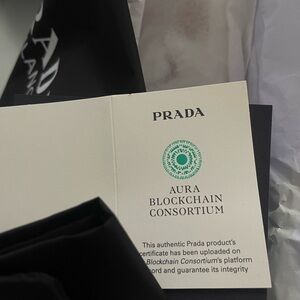 PRADA
AURA
BLOCKCHAIN
CONSORTIUM
This authentic Prada product's
certificate has been uploaded on
Blockchain Consortium's platform
and guarantee its integrity